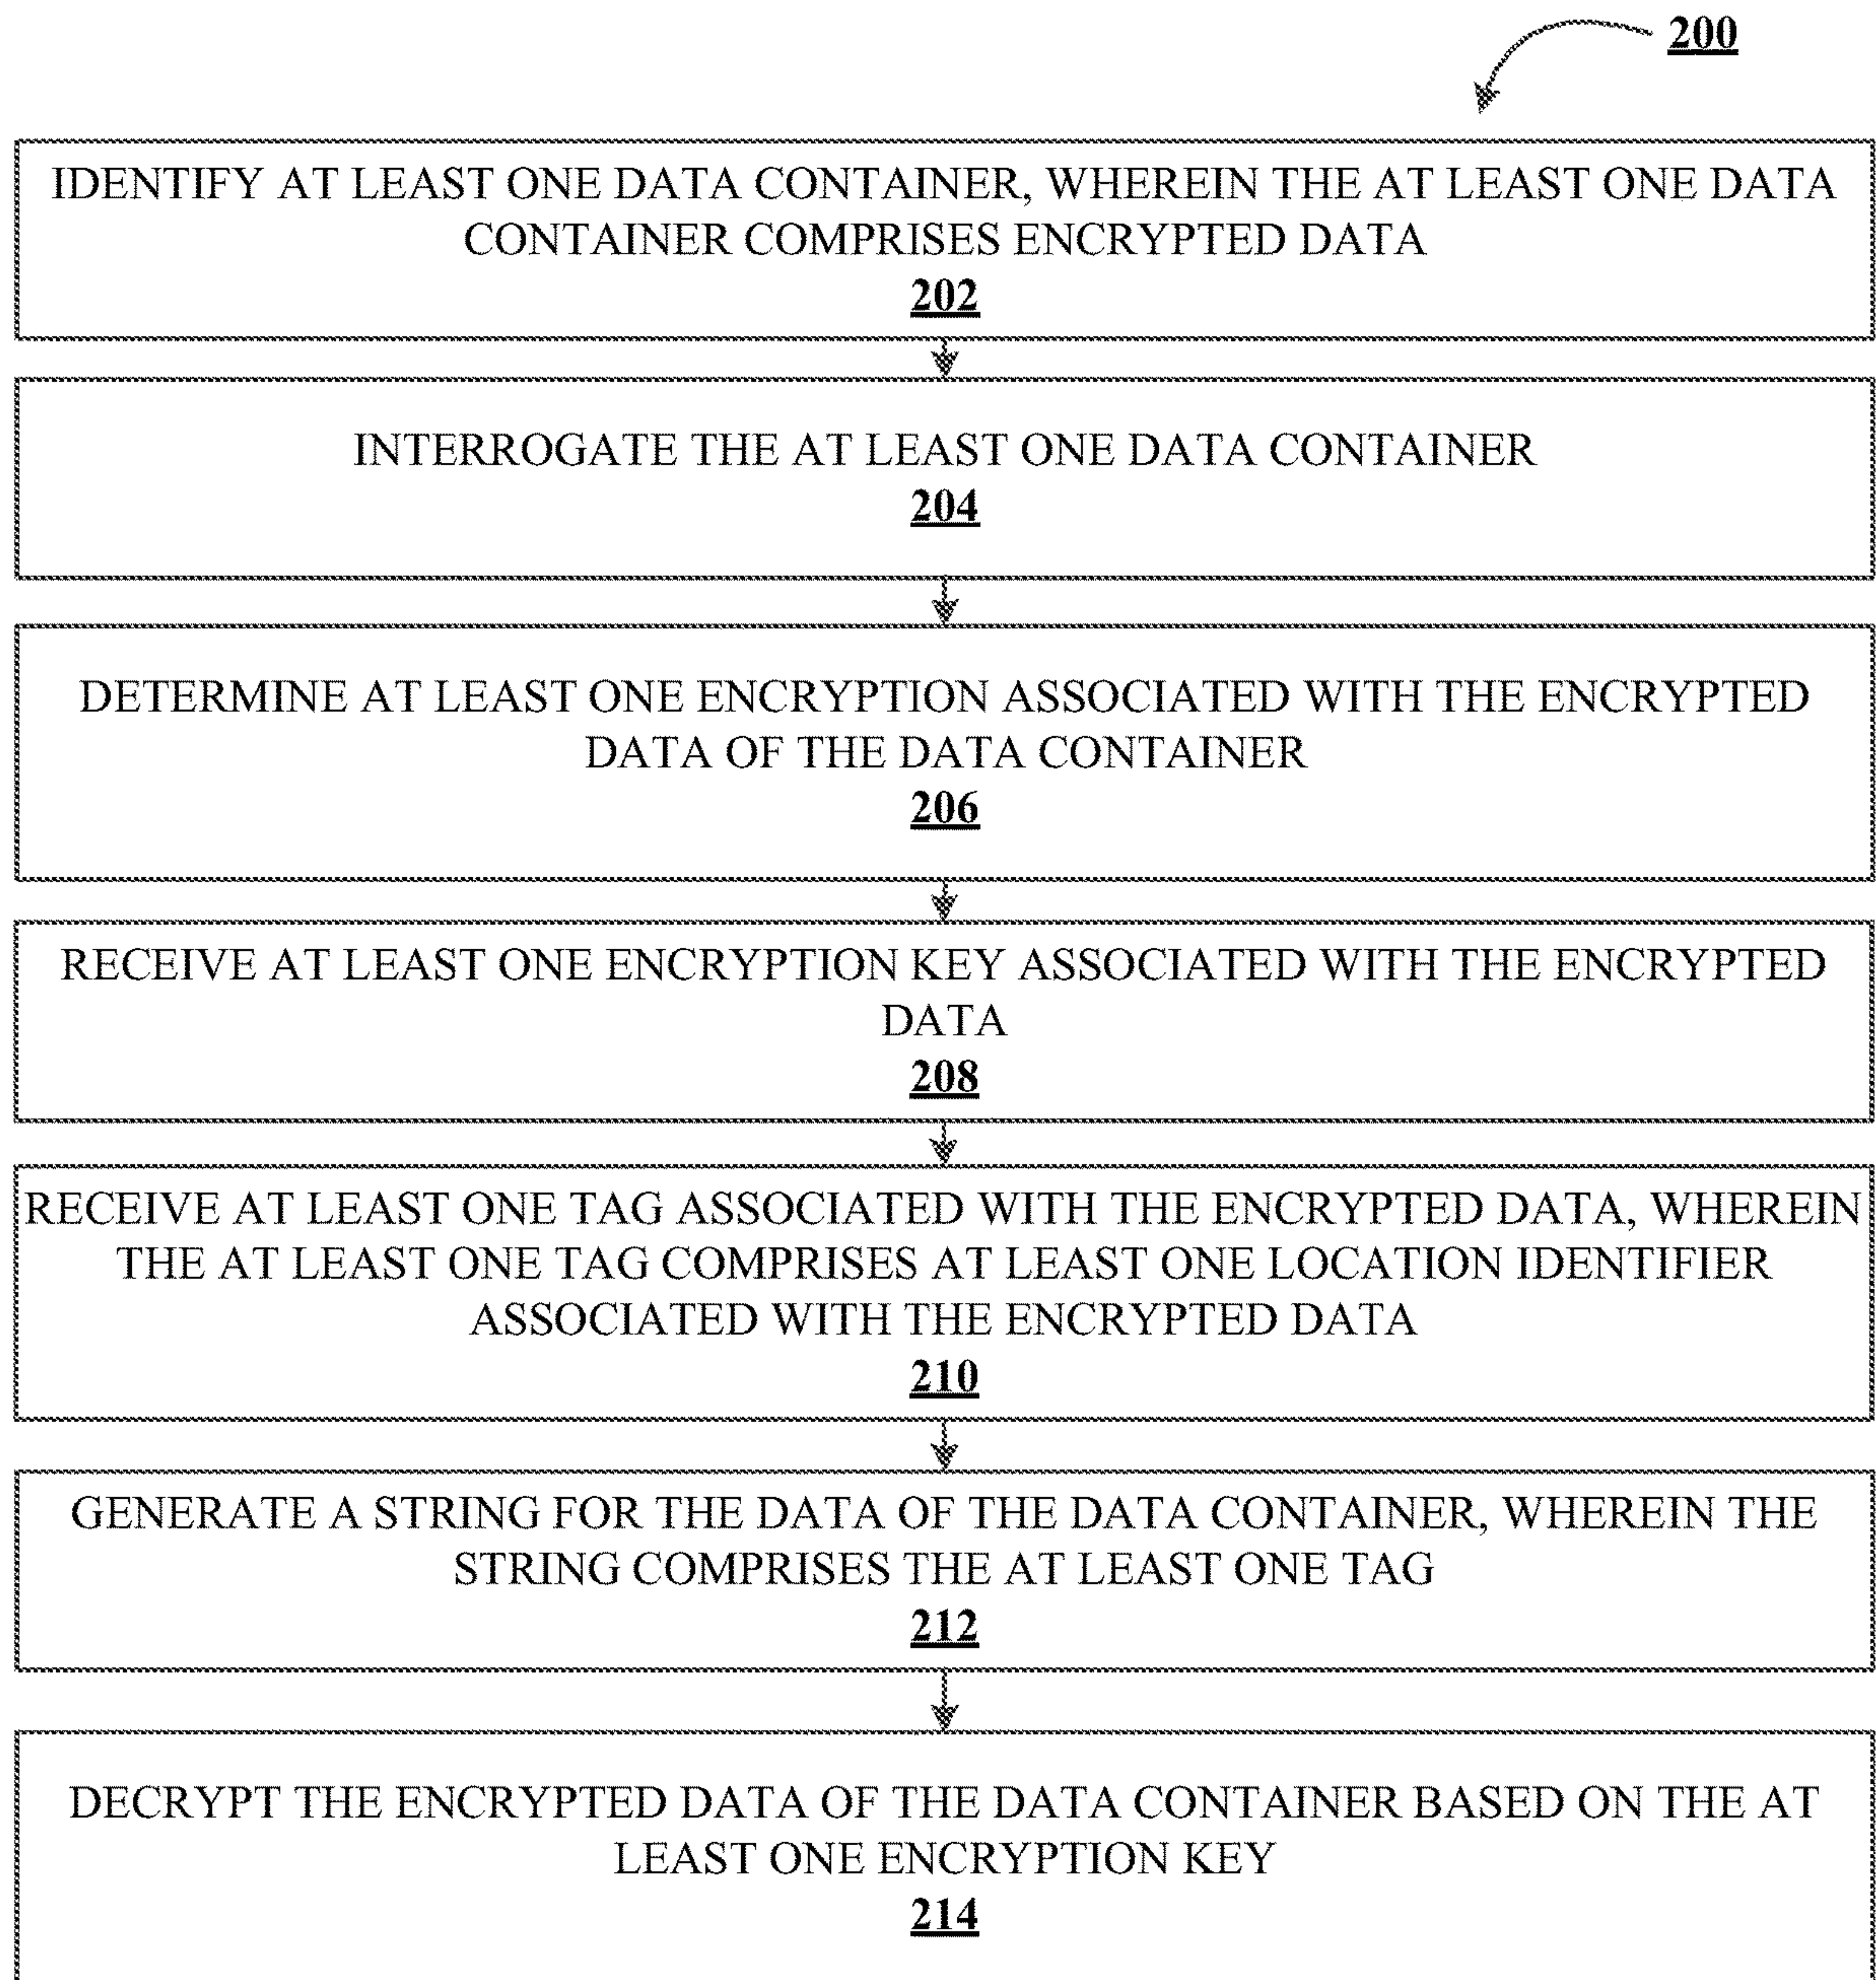 200
IDENTIFY AT LEAST ONE DATA CONTAINER, WHEREIN THE AT LEAST ONE DATA
CONTAINER COMPRISES ENCRYPTED DATA
202
INTERROGATE THE AT LEAST ONE DATA CONTAINER
204
DETERMINE AT LEAST ONE ENCRYPTION ASSOCIATED WITH THE ENCRYPTED
DATA OF THE DATA CONTAINER
206
RECEIVE AT LEAST ONE ENCRYPTION KEY ASSOCIATED WITH THE ENCRYPTED
DATA
208
RECEIVE AT LEAST ONE TAG ASSOCIATED WITH THE ENCRYPTED DATA, WHEREIN
THE AT LEAST ONE TAG COMPRISES AT LEAST ONE LOCATION IDENTIFIER
ASSOCIATED WITH THE ENCRYPTED DATA
210
GENERATE A STRING FOR THE DATA OF THE DATA CONTAINER, WHEREIN THE
STRING COMPRISES THE AT LEAST ONE TAG
212
DECRYPT THE ENCRYPTED DATA OF THE DATA CONTAINER BASED ON THE AT
LEAST ONE ENCRYPTION KEY
214